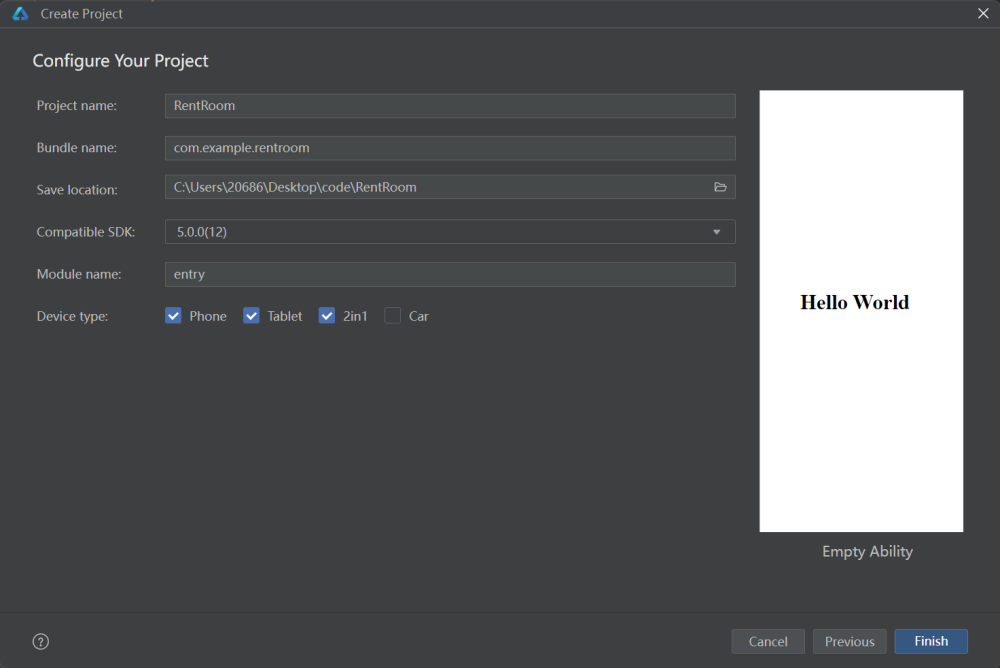 Create Project
Configure Your Project
Project name: RentRoom
Bundle name: com.example.rentroom
Save location: C:\Users\20686\Desktop\code\RentRoom
Compatible SDK: 5.0.0(12)
Module name: entry
Device type: Phone Tablet 2in1 Car
Hello World
Empty Ability
?
Cancel Previous Finish